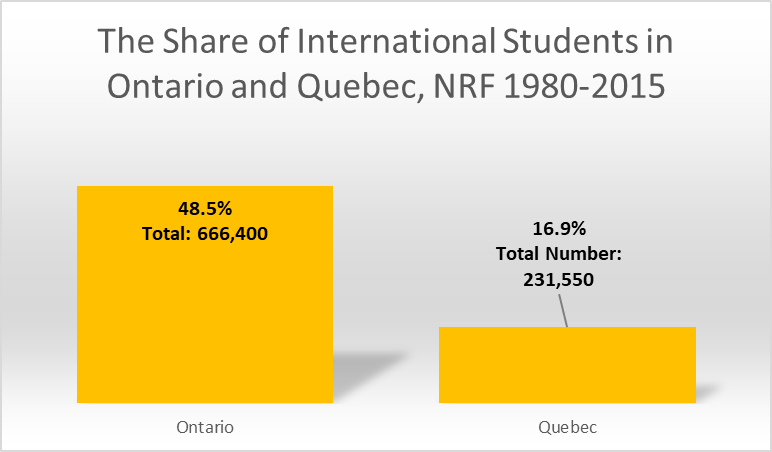 The Share of International Students in
Ontario and Quebec, NRF 1980-2015
48.5%
Total: 666,400
16.9%
Total Number:
231,550
Ontario
Quebec